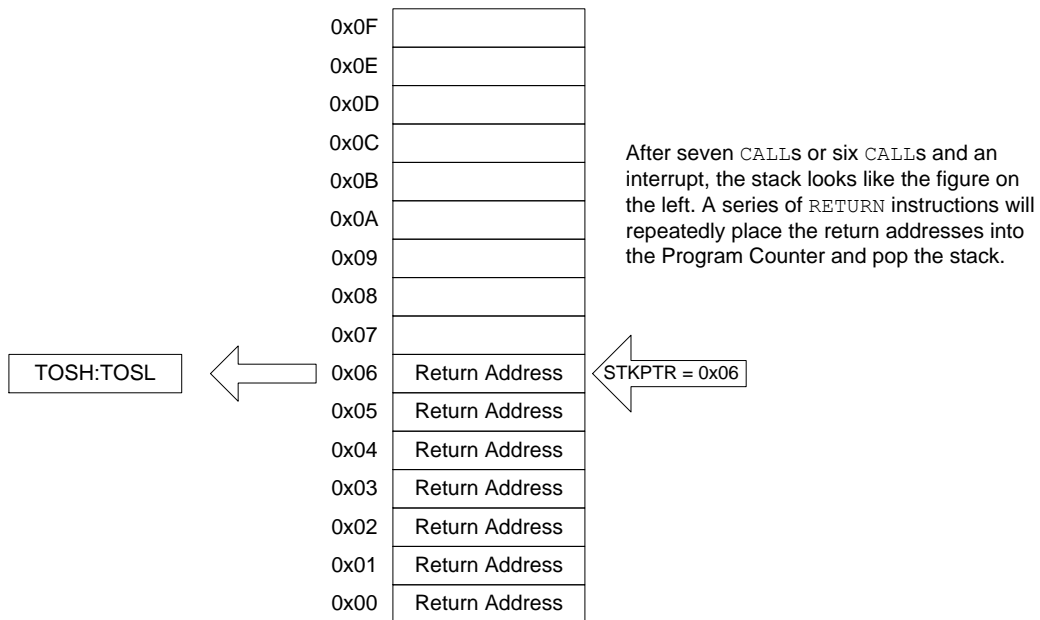 0x0F
0x0E
0x0D
0x0C
0x0B
0x0A
0x09
0x08
0x07
After seven CALLs or six CALLs and an
interrupt, the stack looks like the figure on
the left. A series of RETURN instructions will
repeatedly place the return addresses into
the Program Counter and pop the stack.
TOSH:TOSL
0x06 Return Address
STKPTR = 0x06
0x05 Return Address
0x04 Return Address
0x03 Return Address
0x02 Return Address
0x01 Return Address
0x00 Return Address